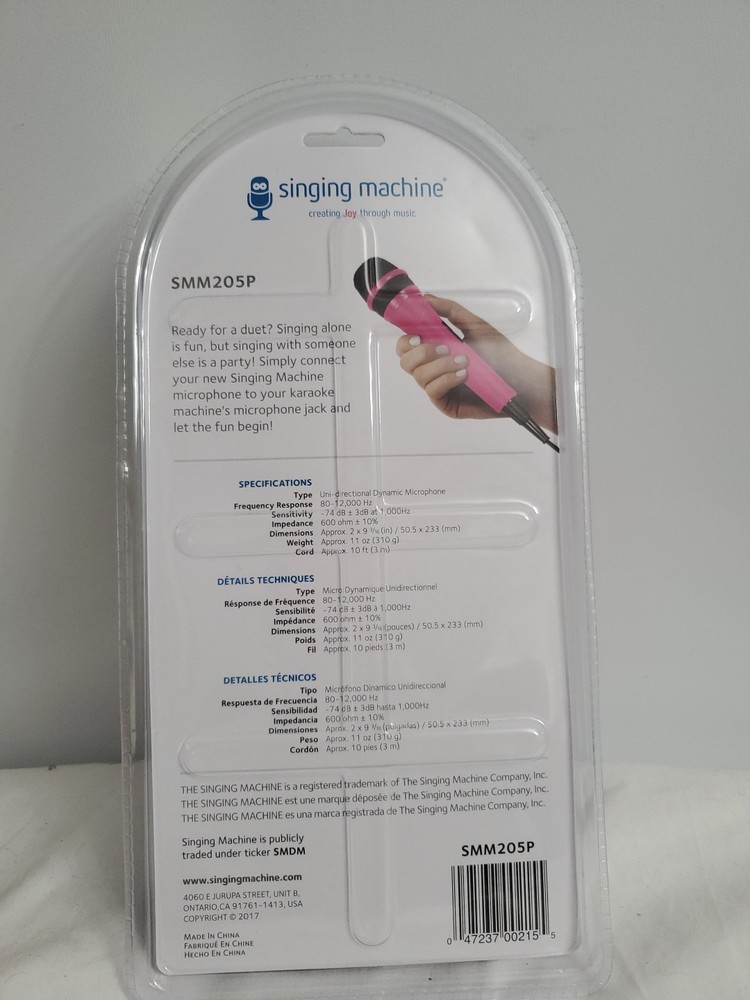 singing machine®
creating Joy through music
SMM205P
Ready for a duet? Singing alone
is fun, but singing with someone
else is a party! Simply connect
your new Singing Machine
microphone to your karaoke
machine's microphone jack and
let the fun begin!
SPECIFICATIONS
Type Uni-directional Dynamic Microphone
Frequency Response 80-12,000 Hz
Sensitivity -74 dB ± 3dB at 1,000Hz
Impedance 600 ohm ± 10%
Dimensions Approx. 2 x 9 (in) / 50.5 x 233 (mm)
Weight Approx. 11 oz (310 g)
Cord Approx. 10 ft (3 m)
DÉTAILS TECHNIQUES
Type Micro Dynamique Unidirectionnel
Résponse de Fréquence 80-12,000 Hz
Sensibilité -74 dB ± 3dB à 1,000Hz
Impédance 600 ohm ± 10%
Dimensions Approx. 2 x 9 (pouces) / 50.5 x 233 (mm)
Poids Approx. 11 oz (310 g)
Fil Approx. 10 pieds (3 m)
DETALLES TÉCNICOS
Tipo Micrófono Dinamico Unidireccional
Respuesta de Frecuencia 80-12,000 Hz
Sensibilidad -74 dB ± 3dB hasta 1,000Hz
Impedancia 600 ohm ± 10%
Dimensiones Aprox. 2 x 9 (pulgadas) / 50.5 x 233 (mm)
Peso Aprox. 11 oz (310 g)
Cordón Aprox. 10 pies (3 m)
THE SINGING MACHINE is a registered trademark of The Singing Machine Company, Inc.
THE SINGING MACHINE est une marque déposée de The Singing Machine Company, Inc.
THE SINGING MACHINE es una marca registrada de The Singing Machine Company, Inc.
Singing Machine is publicly
traded under ticker SMDM
www.singingmachine.com
4060 E JURUPA STREET, UNIT B,
ONTARIO,CA 91761-1413, USA
COPYRIGHT © 2017
MADE IN CHINA
FABRIQUÉ EN CHINE
HECHO EN CHINA
SMM205P
0 47237 00215 5